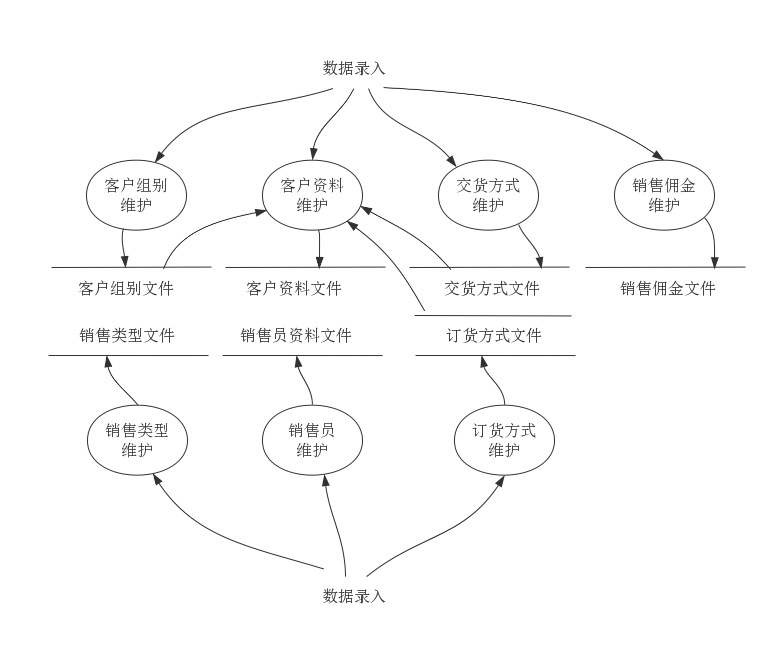 数据录入
客户组别
维护
客户资料
维护
交货方式
维护
销售佣金
维护
客户组别文件
客户资料文件
交货方式文件
销售佣金文件
销售类型文件
销售员资料文件
订货方式文件
销售类型
维护
销售员
维护
订货方式
维护
数据录入